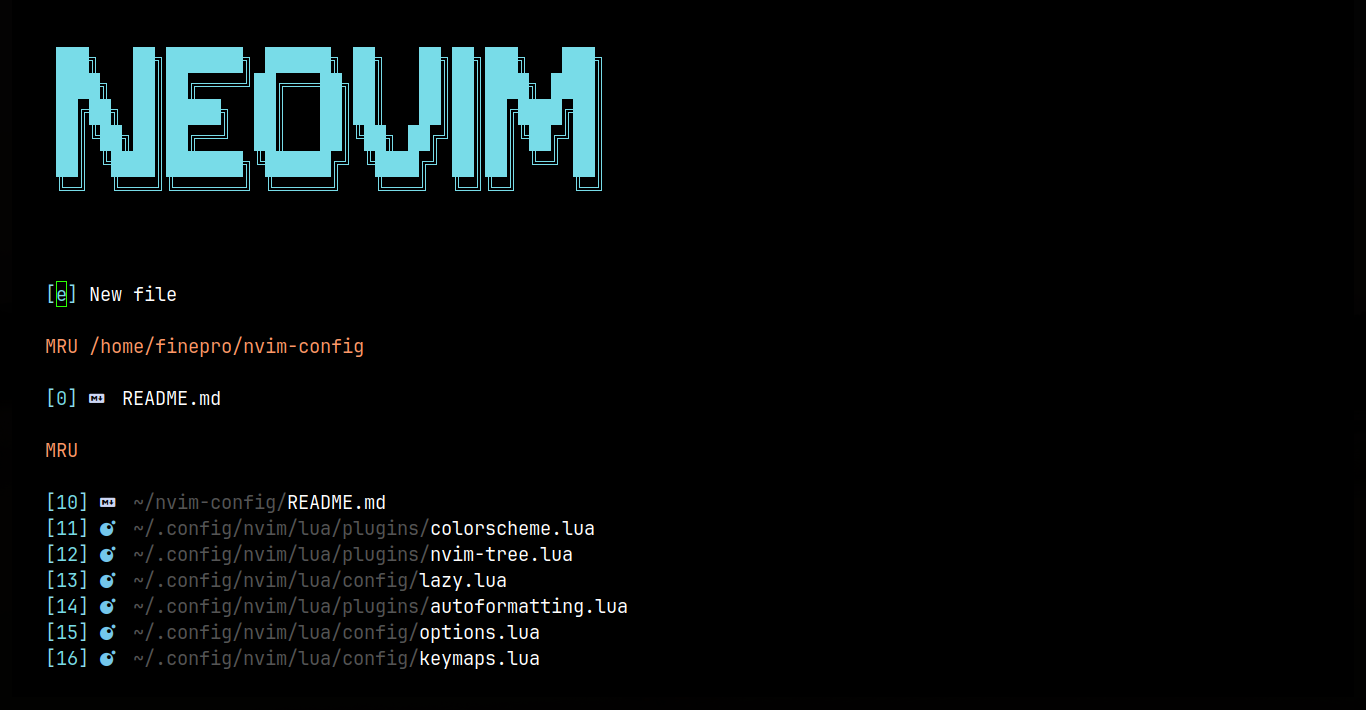 NEOVIM
[e] New file
MRU /home/finepro/nvim-config
[0] README.md
MRU
[10] ~/nvim-config/README.md
[11] ~/.config/nvim/lua/plugins/colorscheme.lua
[12] ~/.config/nvim/lua/plugins/nvim-tree.lua
[13] ~/.config/nvim/lua/config/lazy.lua
[14] ~/.config/nvim/lua/plugins/autoformatting.lua
[15] ~/.config/nvim/lua/config/options.lua
[16] ~/.config/nvim/lua/config/keymaps.lua